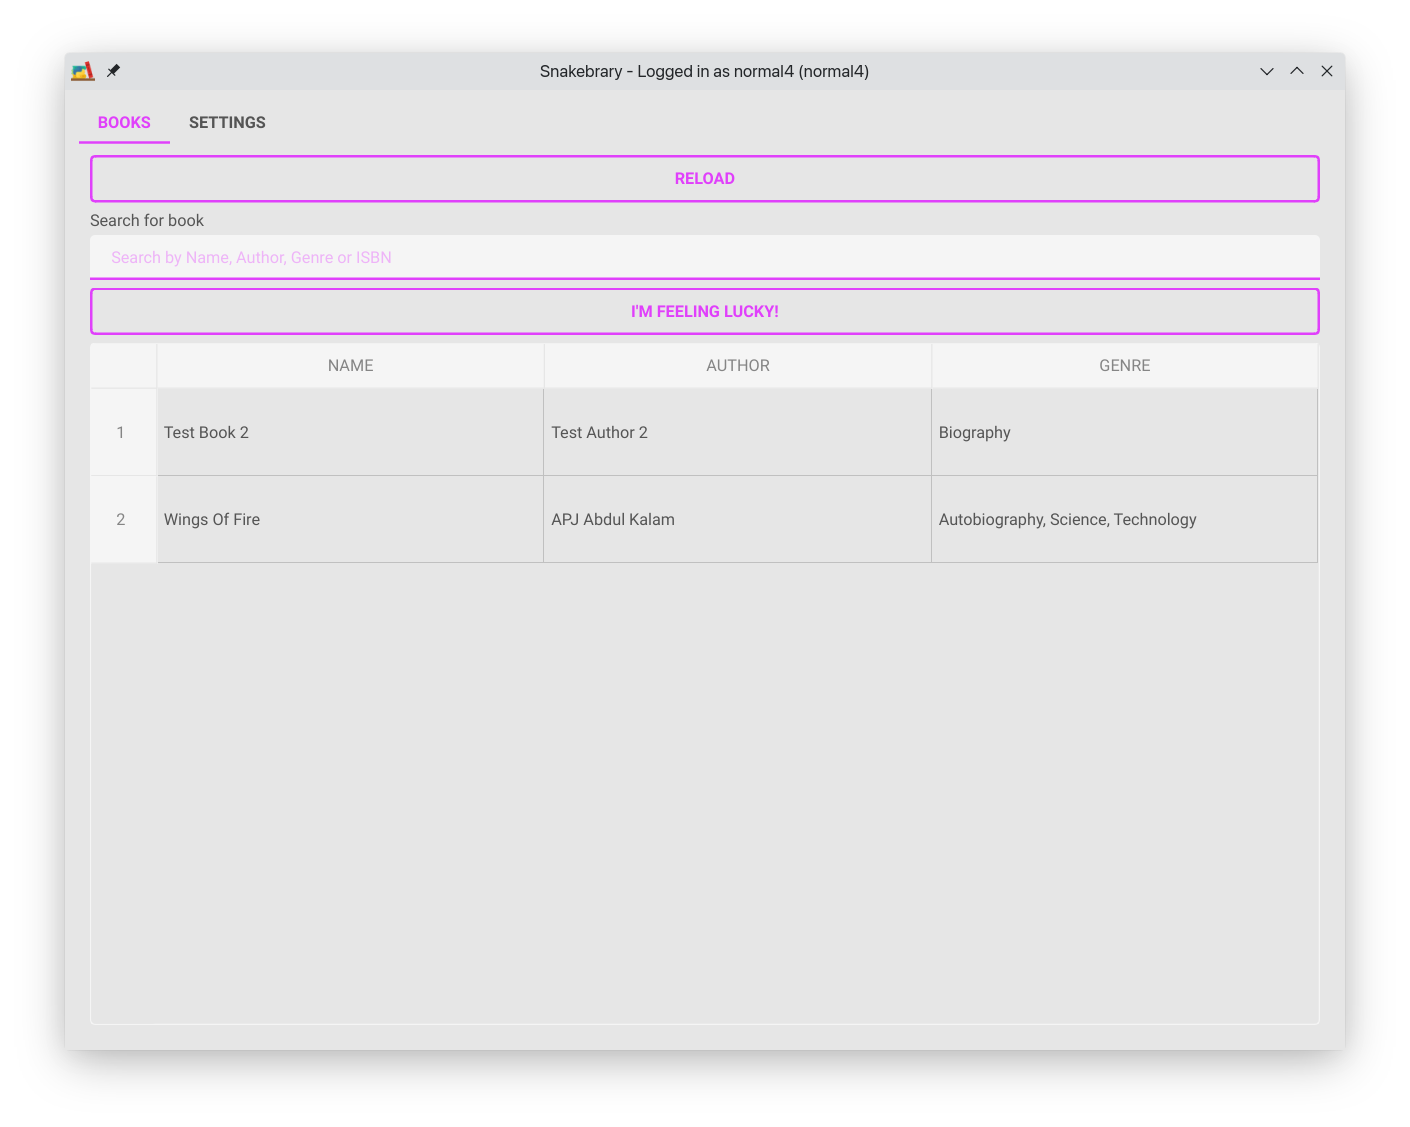 Snakebrary - Logged in as normal4 (normal4)
BOOKS SETTINGS
RELOAD
Search for book
Search by Name, Author, Genre or ISBN
I'M FEELING LUCKY!
NAME AUTHOR GENRE
1 Test Book 2 Test Author 2 Biography
2 Wings Of Fire APJ Abdul Kalam Autobiography, Science, Technology